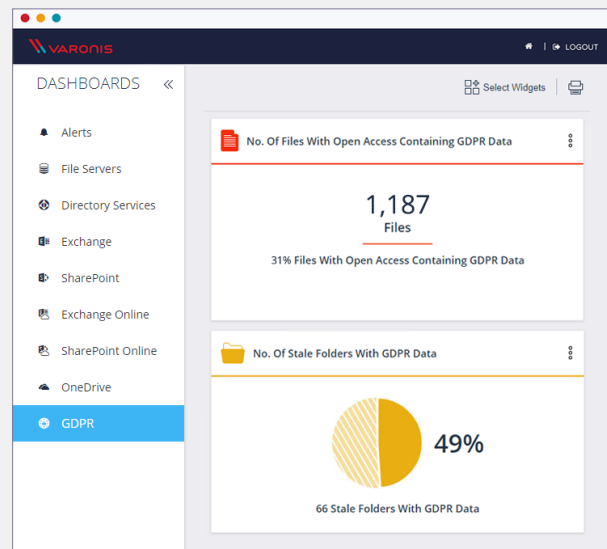 VARONIS
LOGOUT
DASHBOARDS
Select Widgets
Alerts
File Servers
Directory Services
Exchange
SharePoint
Exchange Online
SharePoint Online
OneDrive
GDPR
No. Of Files With Open Access Containing GDPR Data
1,187
Files
31% Files With Open Access Containing GDPR Data
No. Of Stale Folders With GDPR Data
49%
66 Stale Folders With GDPR Data